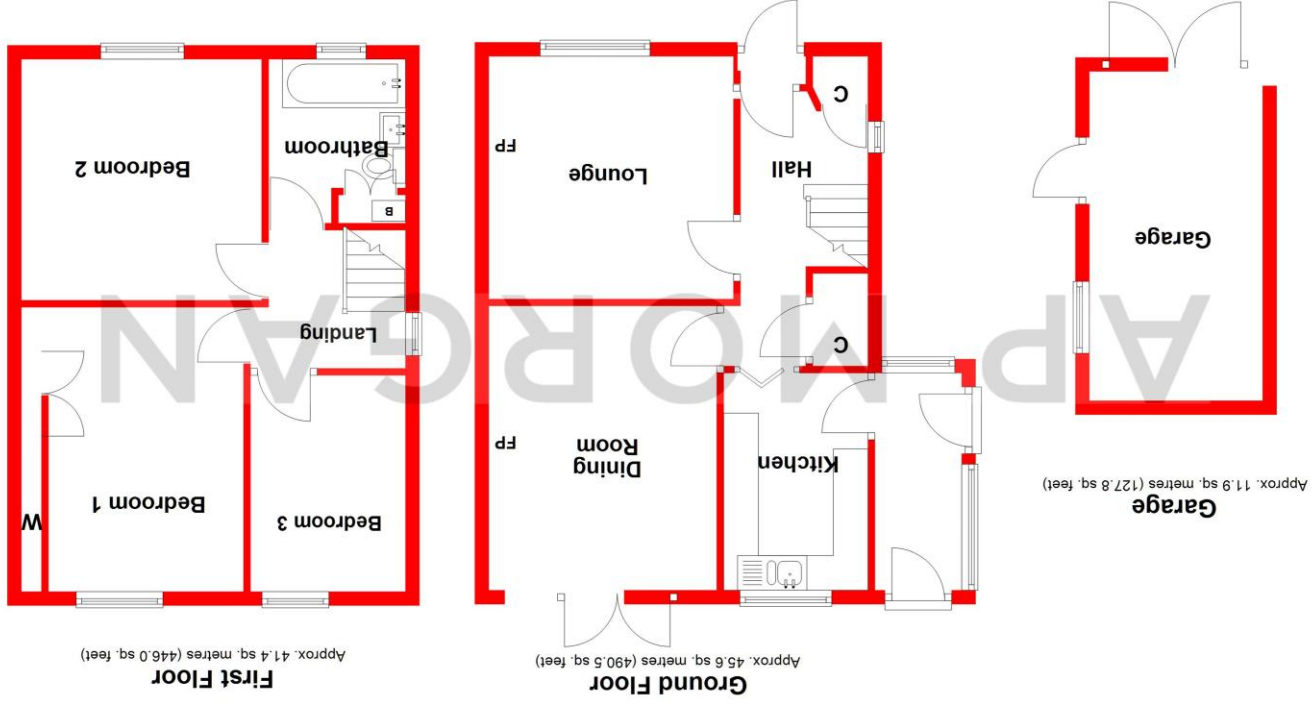 Garage
Approx. 11.9 sq. metres (127.8 sq. feet)
Garage
Ground Floor
Approx. 45.6 sq. metres (490.5 sq. feet)
Kitchen
Dining
Room
FP
C
Hall
Lounge
FP
C
First Floor
Approx. 41.4 sq. metres (446.0 sq. feet)
Bedroom 3
Bedroom 1
W
Landing
B
Bathroom
Bedroom 2
AP MORGAN